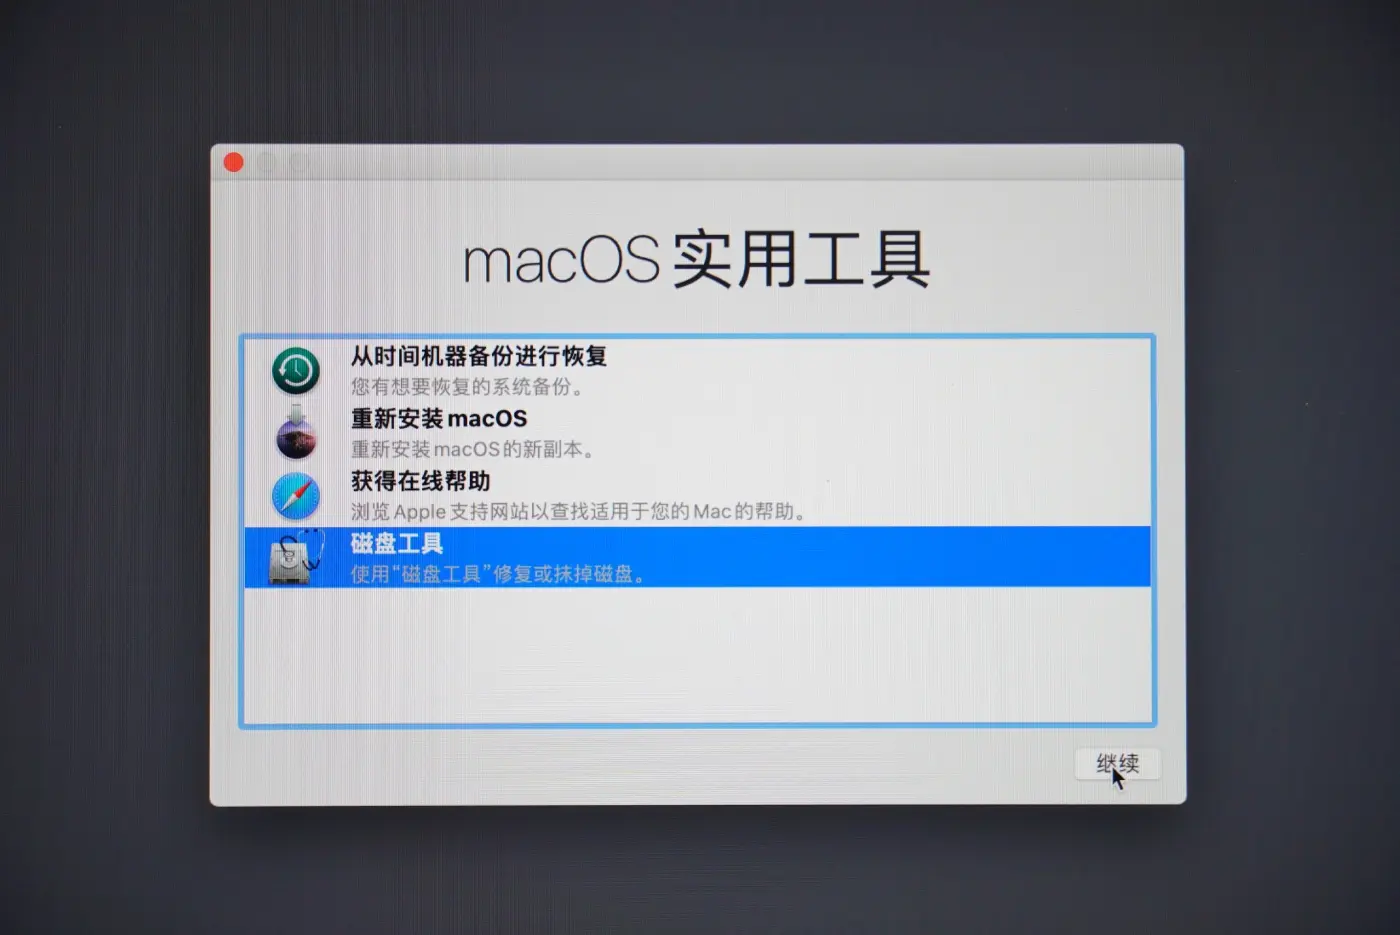 macOS 实用工具
从时间机器备份进行恢复
您有想要恢复的系统备份。
重新安装 macOS
重新安装 macOS 的新副本。
获得在线帮助
浏览 Apple 支持网站以查找适用于您的 Mac 的帮助。
磁盘工具
使用“磁盘工具”修复或抹掉磁盘。
继续